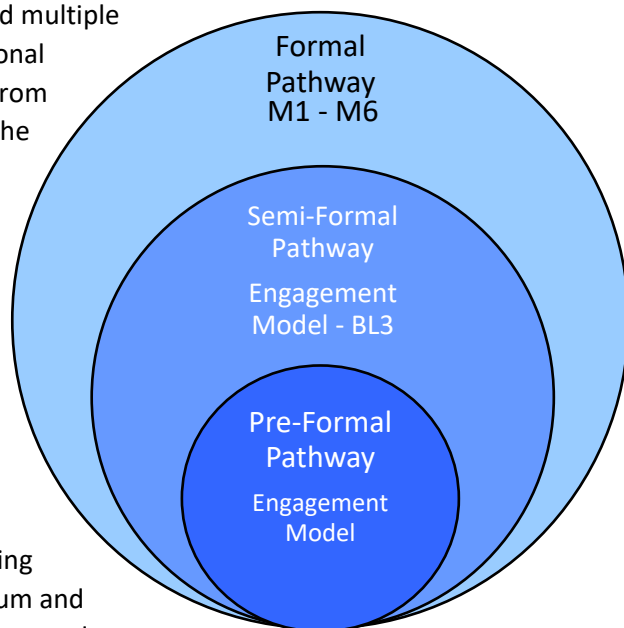 d multiple
onal
rom
he
Formal
Pathway
M1 - M6
Semi-Formal
Pathway
Engagement
Model - BL3
Pre-Formal
Pathway
Engagement
Model
ing
um and